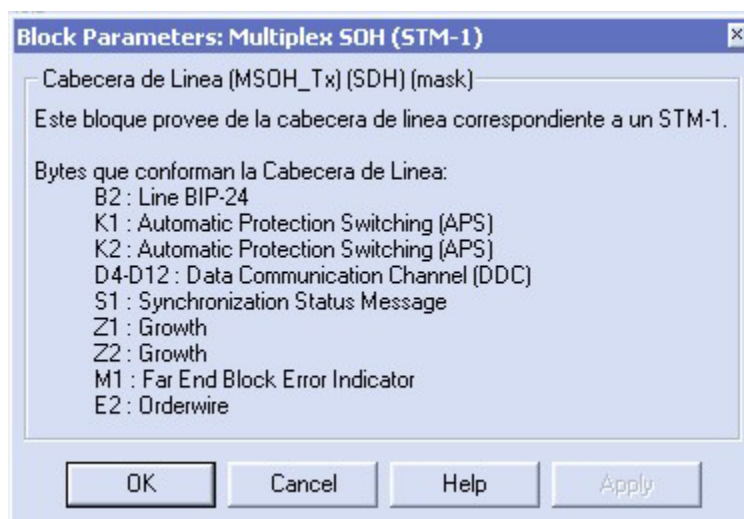 Block Parameters: Multiplex SOH (STM-1)
Cabecera de Linea (MSOH_Tx) (SDH) (mask)
Este bloque provee de la cabecera de linea correspondiente a un STM-1.
Bytes que conforman la Cabecera de Linea:
B2 : Line BIP-24
K1 : Automatic Protection Switching (APS)
K2 : Automatic Protection Switching (APS)
D4-D12 : Data Communication Channel (DDC)
S1 : Synchronization Status Message
Z1 : Growth
Z2 : Growth
M1 : Far End Block Error Indicator
E2 : Orderwire
OK Cancel Help Apply